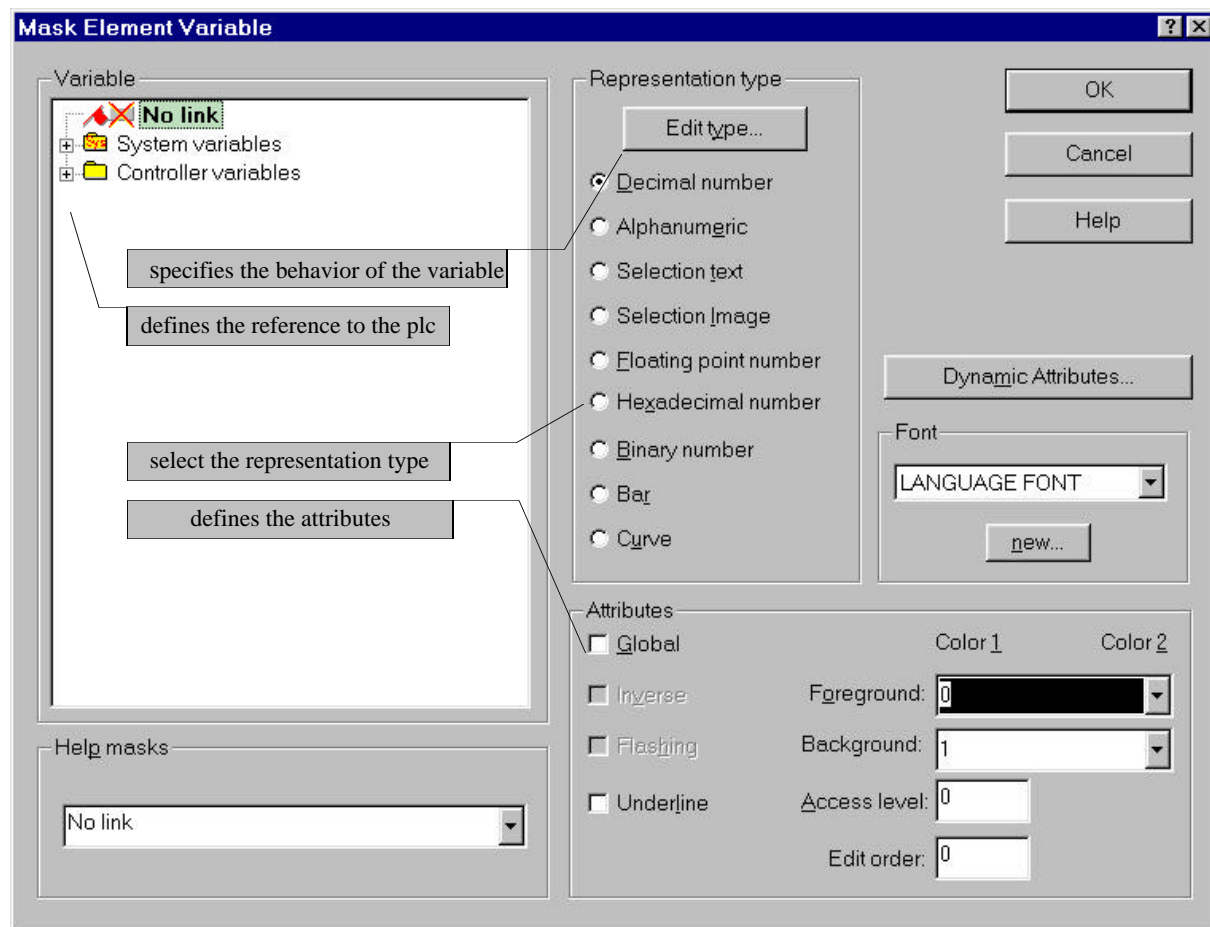 Mask Element Variable
Variable
No link
Sys
System variables
Controller variables
specifies the behavior of the variable
defines the reference to the plc
select the representation type
defines the attributes
Help masks
No link
Representation type
Edit type...
Decimal number
Alphanumeric
Selection text
Selection Image
Floating point number
Hexadecimal number
Binary number
Bar
Curve
OK
Cancel
Help
Dynamic Attributes...
Font
LANGUAGE FONT
new...
Attributes
Global
Inverse
Flashing
Underline
Color 1 Color 2
Foreground: 0
Background: 1
Access level: 0
Edit order: 0